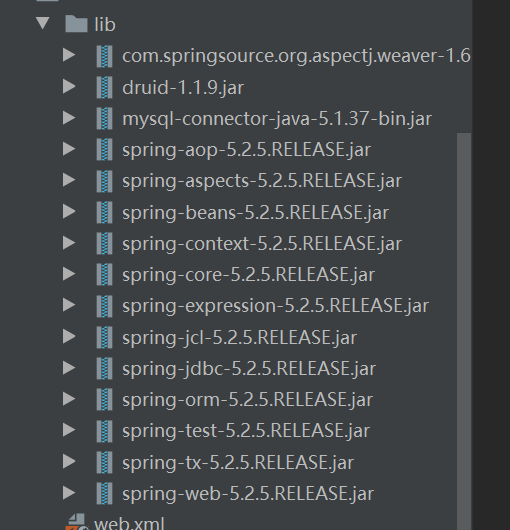 lib
com.springsource.org.aspectj.weaver-1.6
druid-1.1.9.jar
mysql-connector-java-5.1.37-bin.jar
spring-aop-5.2.5.RELEASE.jar
spring-aspects-5.2.5.RELEASE.jar
spring-beans-5.2.5.RELEASE.jar
spring-context-5.2.5.RELEASE.jar
spring-core-5.2.5.RELEASE.jar
spring-expression-5.2.5.RELEASE.jar
spring-jcl-5.2.5.RELEASE.jar
spring-jdbc-5.2.5.RELEASE.jar
spring-orm-5.2.5.RELEASE.jar
spring-test-5.2.5.RELEASE.jar
spring-tx-5.2.5.RELEASE.jar
spring-web-5.2.5.RELEASE.jar
web.xml